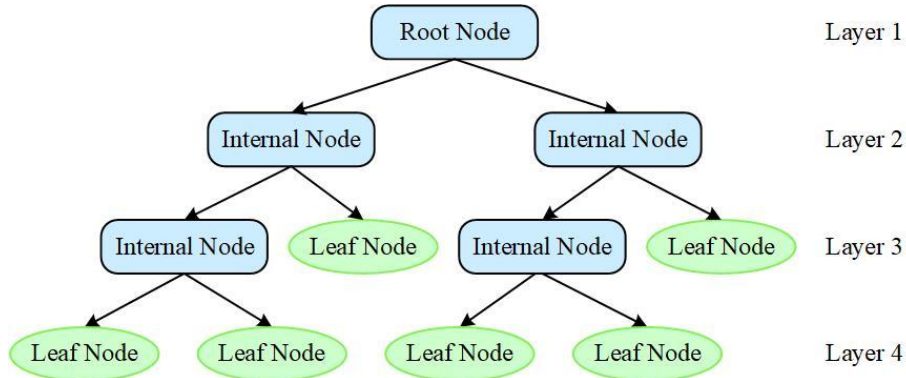 Root Node Layer 1
Internal Node Internal Node Layer 2
Internal Node Leaf Node Internal Node Leaf Node Layer 3
Leaf Node Leaf Node Leaf Node Leaf Node Layer 4